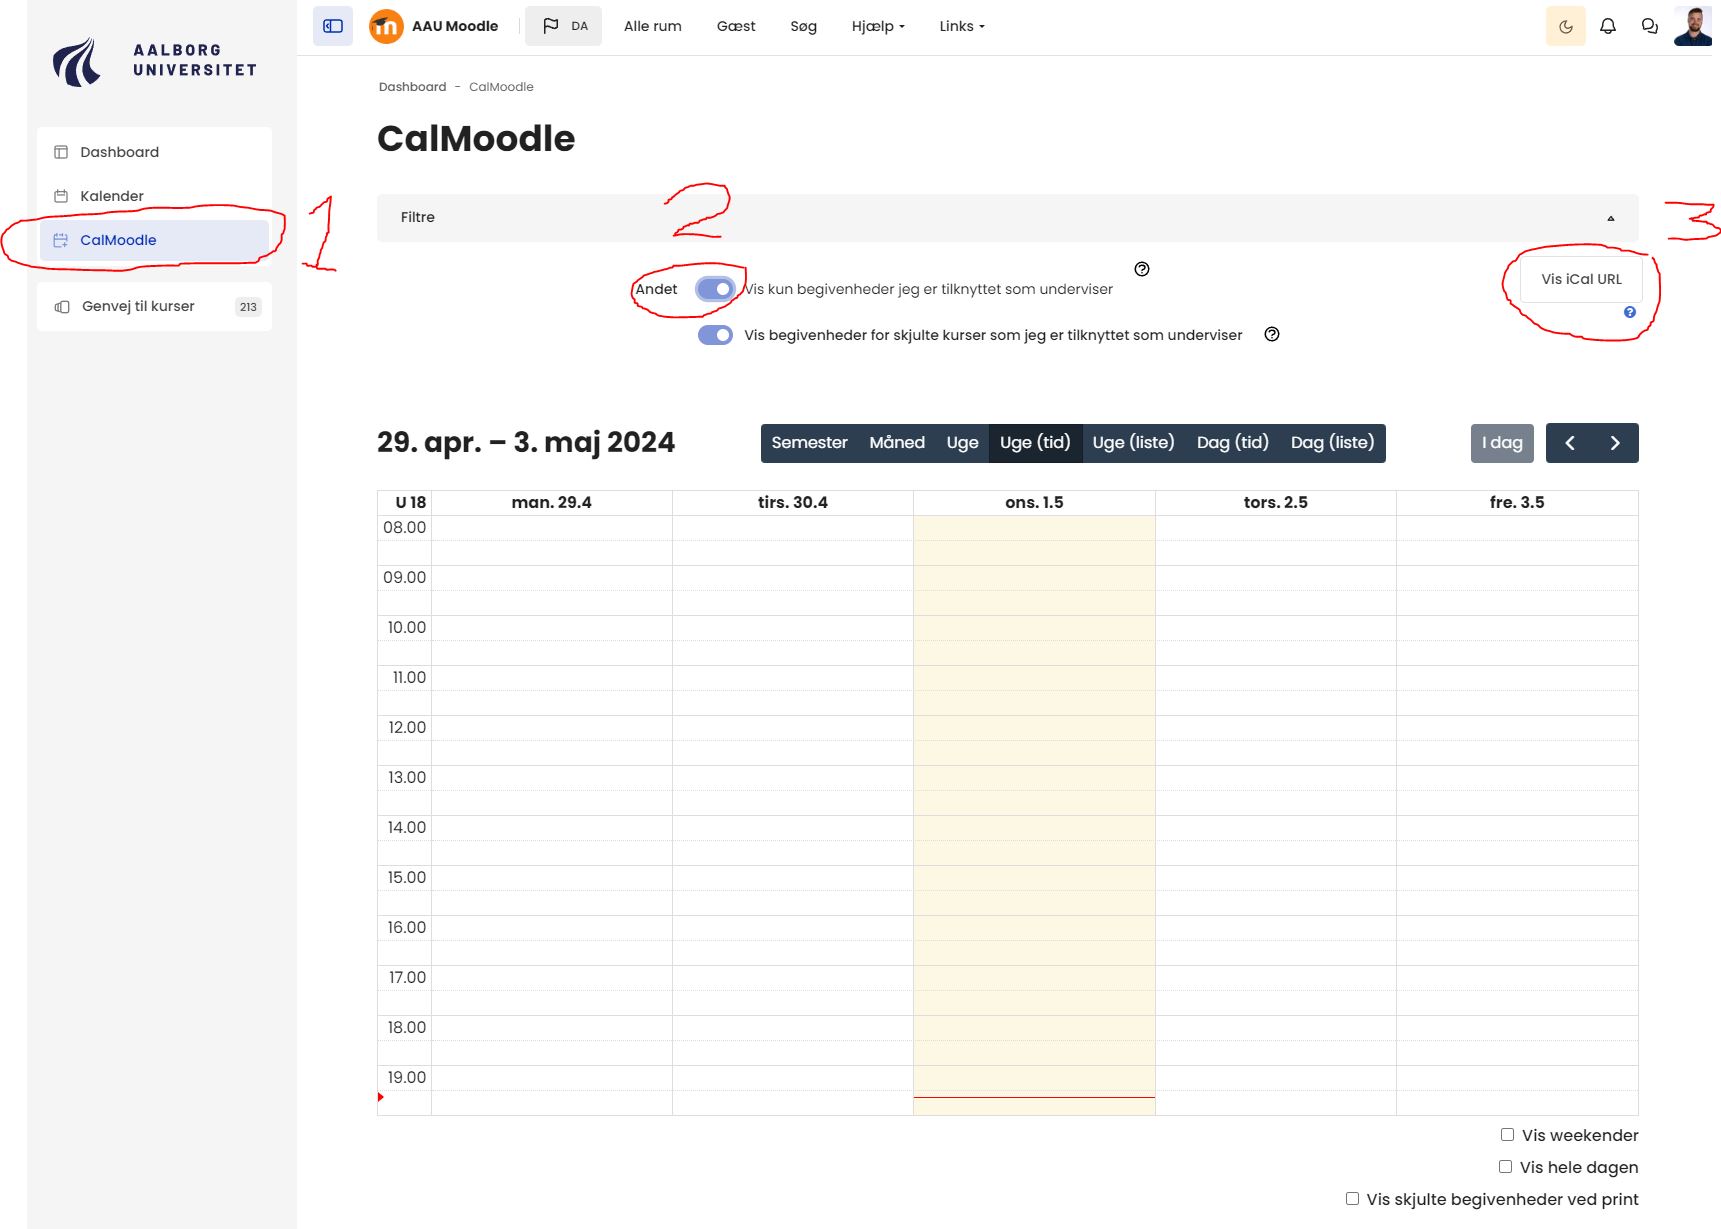 AALBORG
UNIVERSITET
AAU Moodle
DA
Alle rum
Gæst
Søg
Hjælp
Links
Dashboard
Kalender
CalMoodle
Genvej til kurser 213
1
Dashboard - CalMoodle
CalMoodle
2
3
Filtre
Andet
Vis kun begivenheder jeg er tilknyttet som underviser
Vis iCal URL
Vis begivenheder for skjulte kurser som jeg er tilknyttet som underviser
29. apr. – 3. maj 2024
Semester Måned Uge Uge (tid) Uge (liste) Dag (tid) Dag (liste)
I dag
U 18 man. 29.4 tirs. 30.4 ons. 1.5 tors. 2.5 fre. 3.5
08.00
09.00
10.00
11.00
12.00
13.00
14.00
15.00
16.00
17.00
18.00
19.00
Vis weekender
Vis hele dagen
Vis skjulte begivenheder ved print